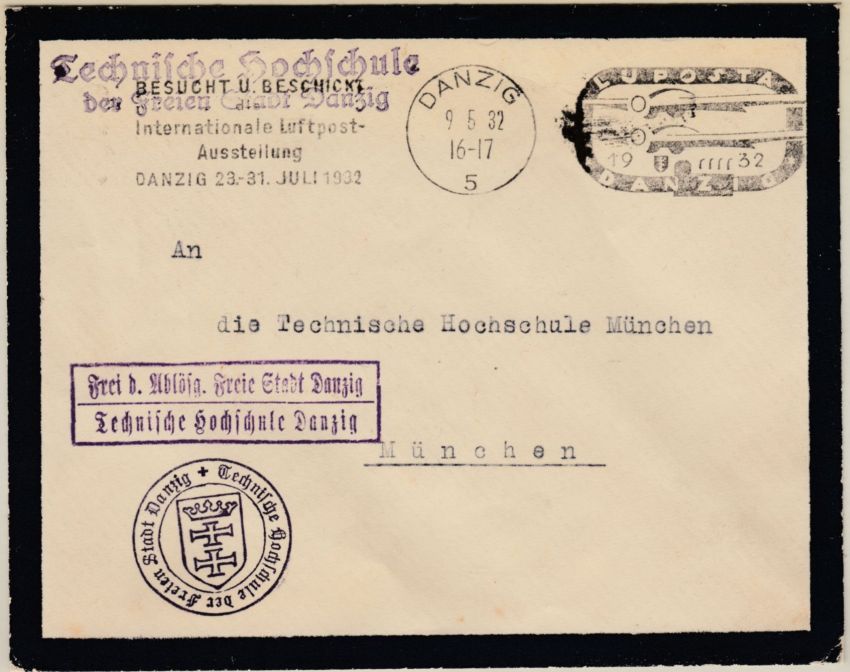 Technische Hochschule
der Freien Stadt Danzig
BESUCHT U. BESCHICKT
Internationale Luftpost-
Ausstellung
DANZIG 23.-31. JULI 1932
DANZIG
9 5 32
16-17
5
LUPOSTA
19 32
DANZIG
An
die Technische Hochschule München
München
Frei d. Ablösg. Freie Stadt Danzig
Technische Hochschule Danzig
Technische Hochschule der Freien Stadt Danzig